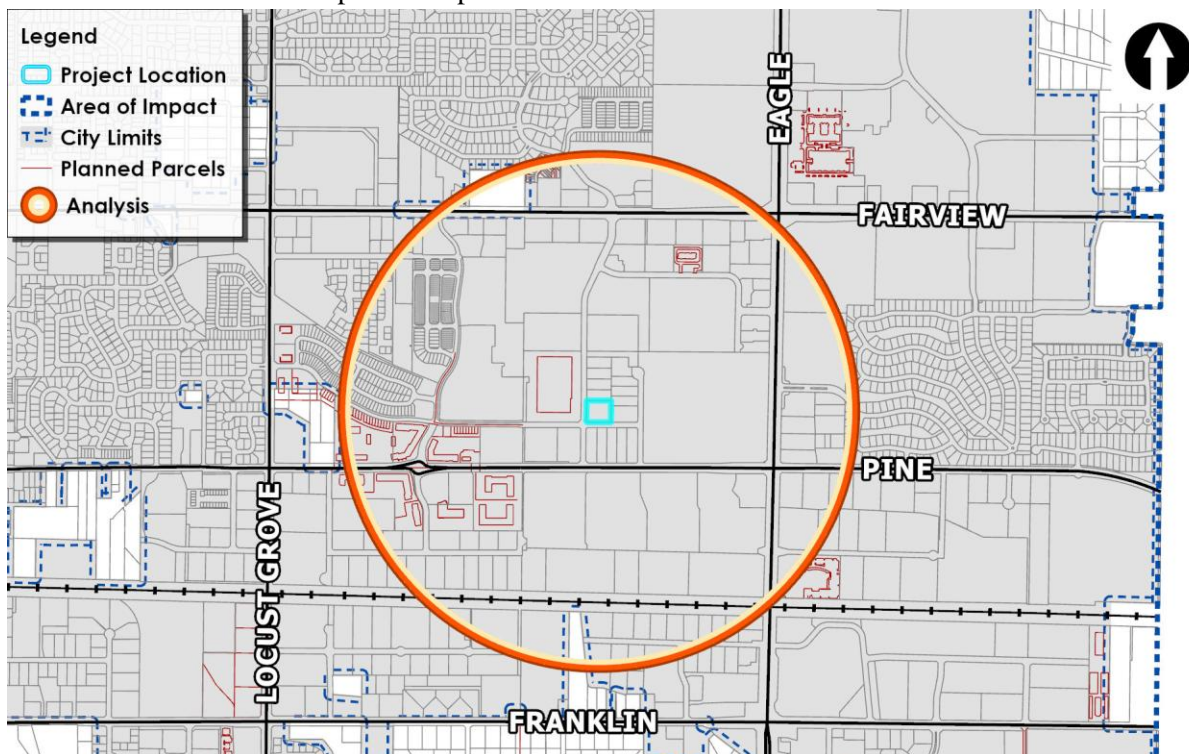 Legend
Project Location
Area of Impact
City Limits
Planned Parcels
Analysis
EAGLE
FAIRVIEW
PINE
LOCUST GROVE
FRANKLIN